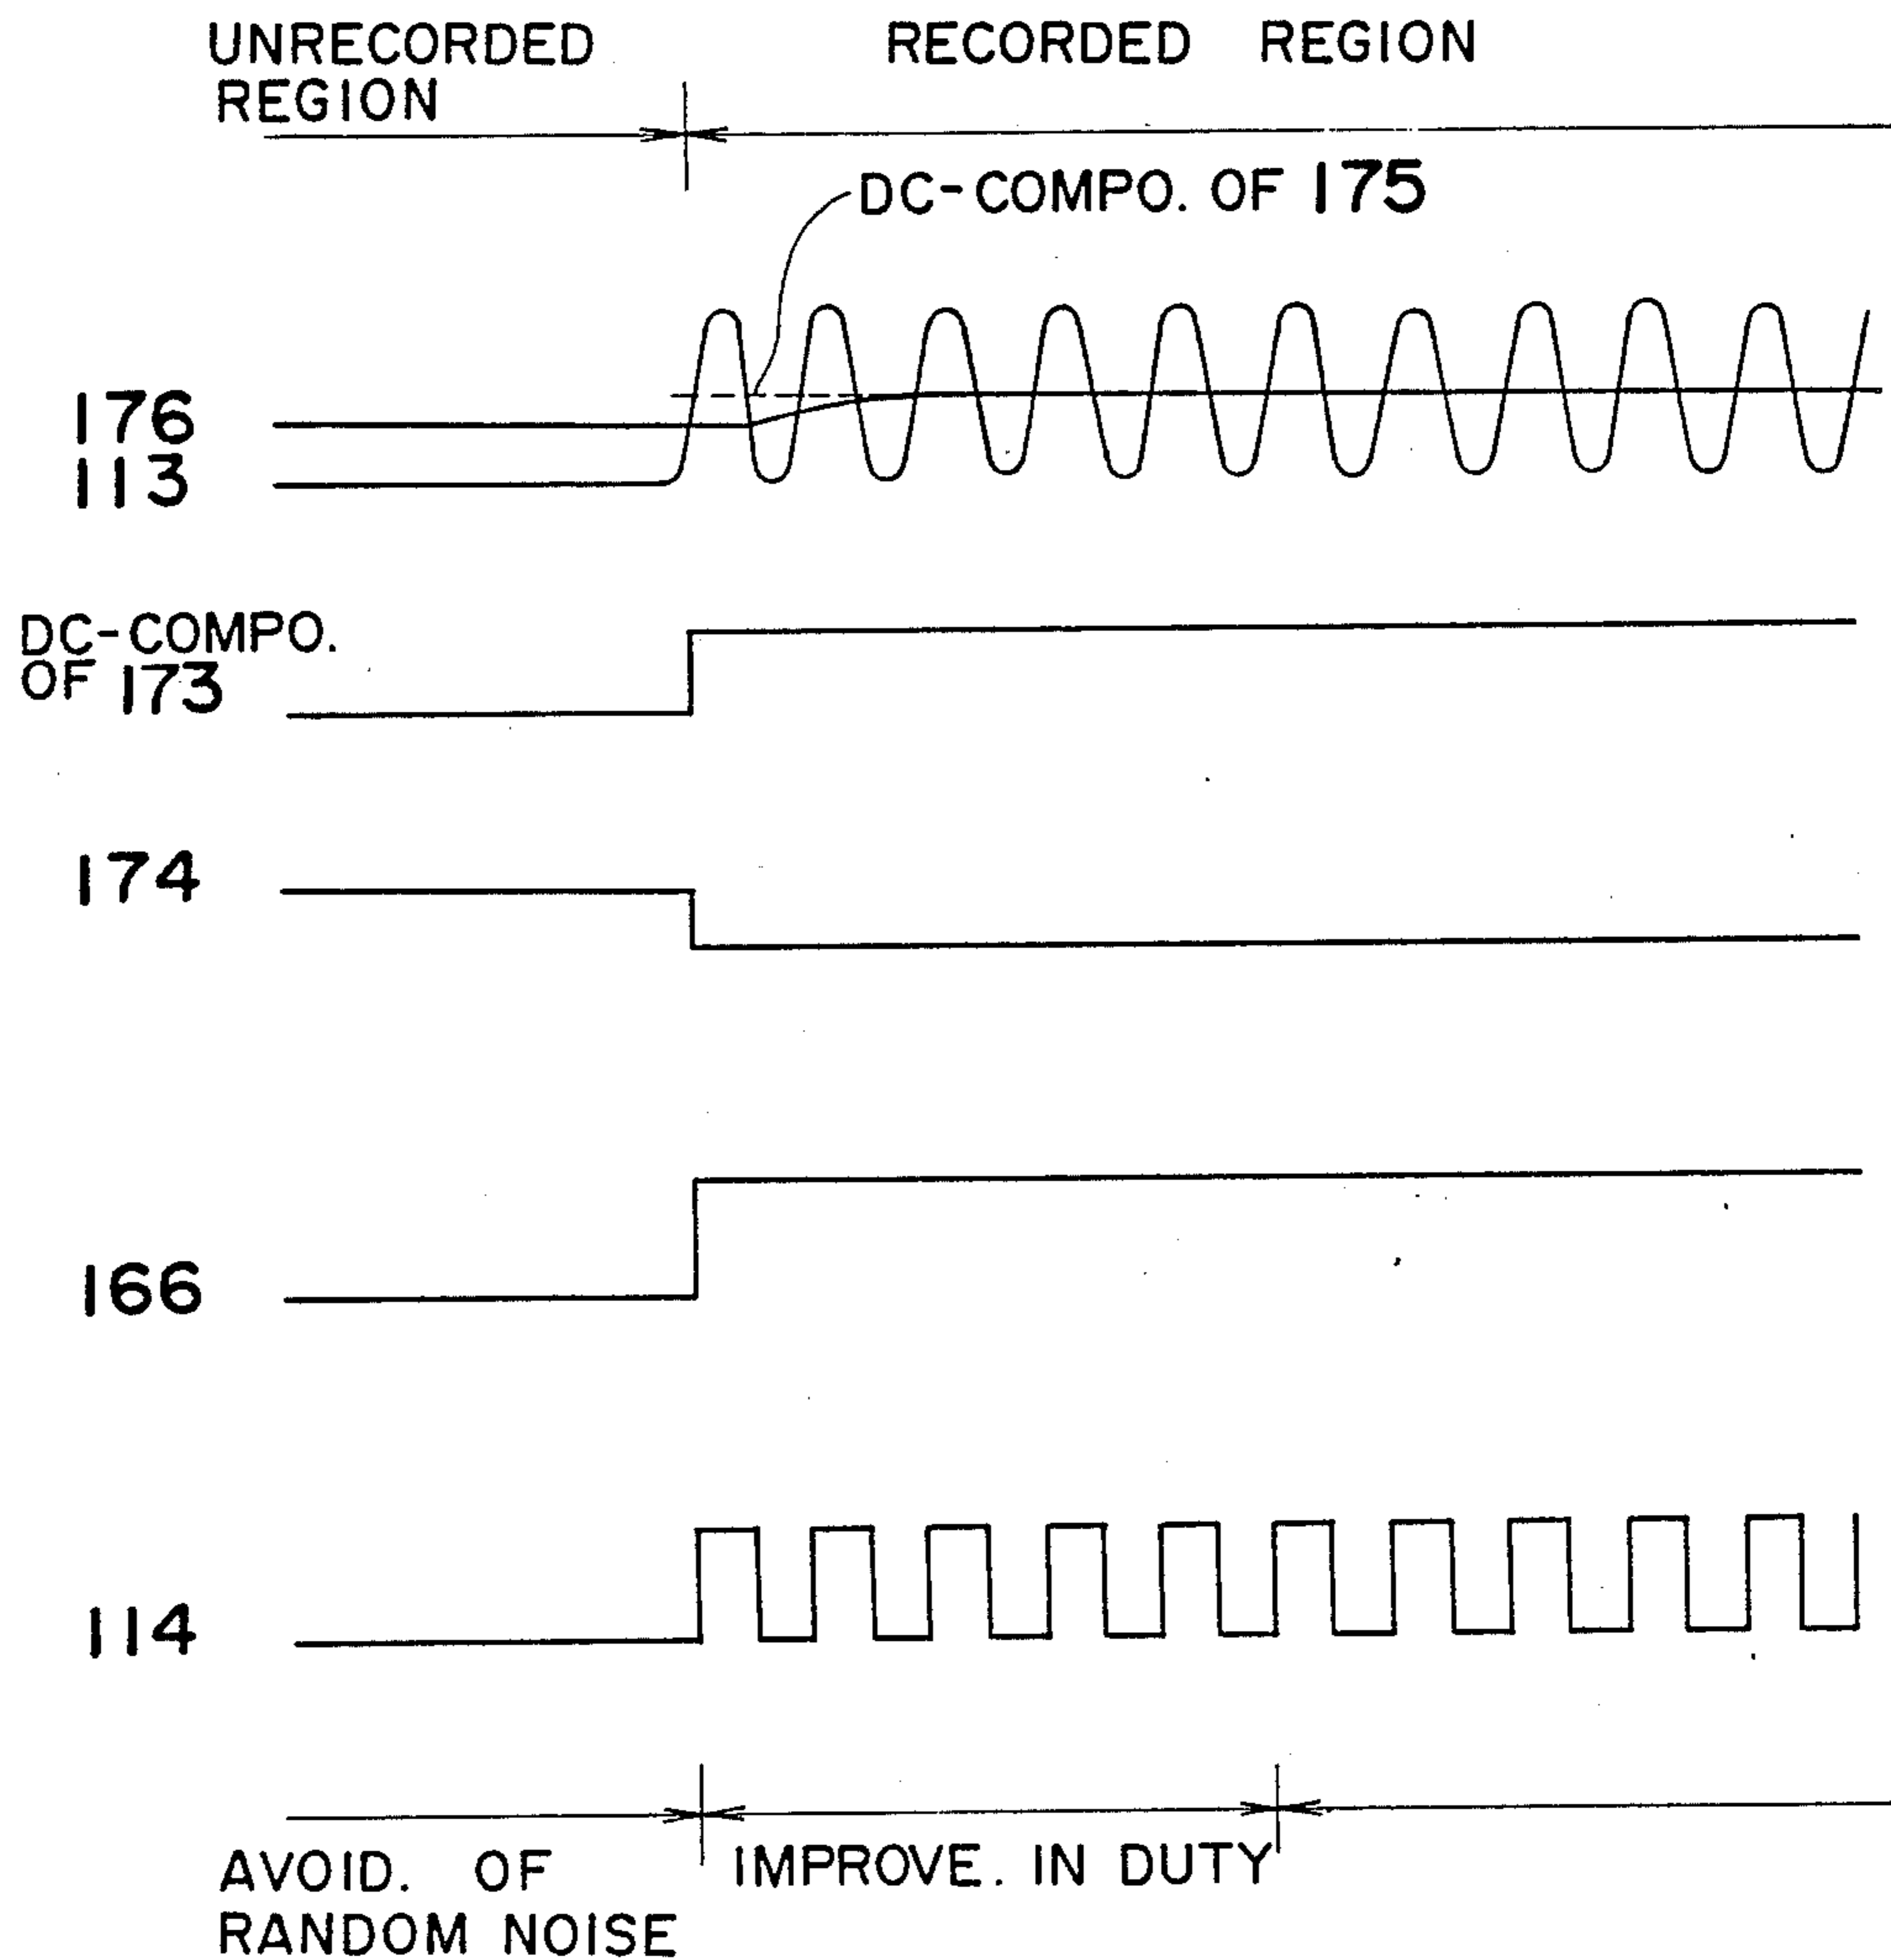 UNRECORDED
REGION
RECORDED REGION
DC-COMPO. OF 175
176
113
DC-COMPO.
OF 173
174
166
114
AVOID. OF
RANDOM NOISE
IMPROVE. IN DUTY